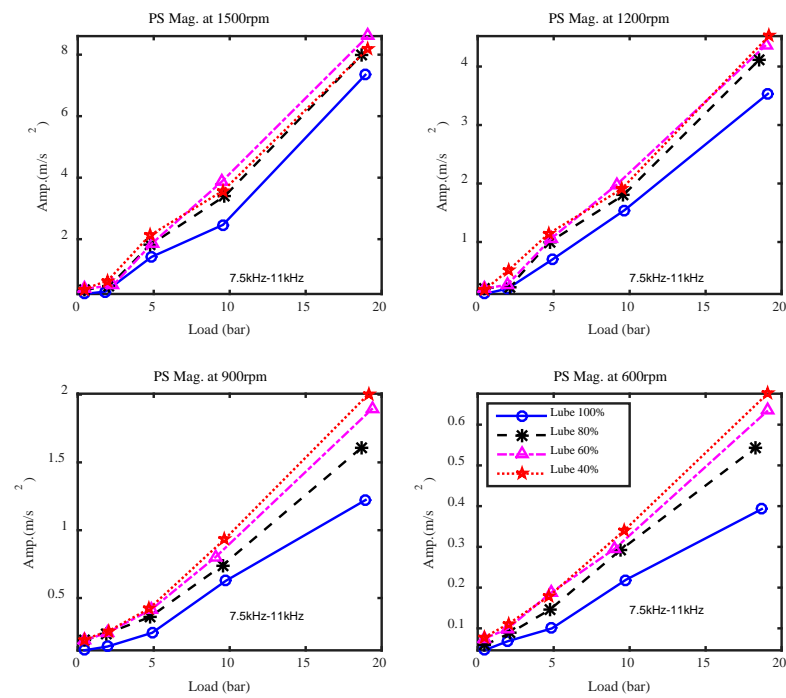 PS Mag. at 1500rpm
8
6
4
2
Amp.(m/s 2)
7.5kHz-11kHz
0 5 10 15 20
Load (bar)
PS Mag. at 1200rpm
4
3
2
1
Amp.(m/s 2)
7.5kHz-11kHz
0 5 10 15 20
Load (bar)
PS Mag. at 900rpm
2
1.5
1
0.5
Amp.(m/s 2)
7.5kHz-11kHz
0 5 10 15 20
Load (bar)
PS Mag. at 600rpm
0.6
0.5
0.4
0.3
0.2
0.1
Amp.(m/s 2)
Lube 100%
Lube 80%
Lube 60%
Lube 40%
7.5kHz-11kHz
0 5 10 15 20
Load (bar)